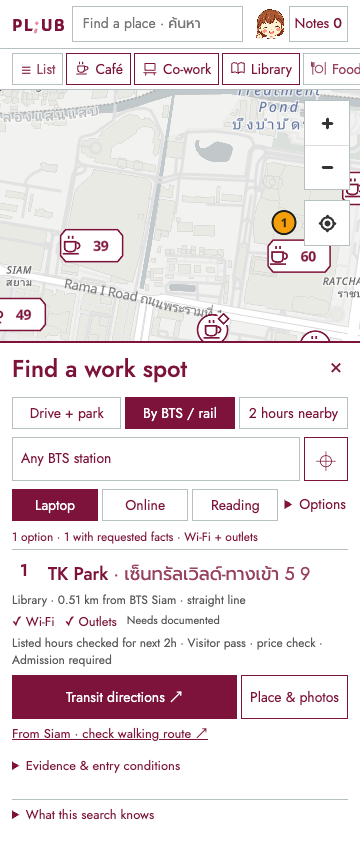 PL;UB
Find a place · ค้นหา
Notes 0
≡ List
Café
Co-work
Library
Food
Treatment
Pond
บึงบำบัด
+
−
1
39
60
SIAM
สยาม
Rama I Road ถนนพระรามที่ 1
49
Find a work spot
×
Drive + park
By BTS / rail
2 hours nearby
Any BTS station
Laptop
Online
Reading
▶ Options
1 option · 1 with requested facts · Wi-Fi + outlets
1 TK Park · เซ็นทรัลเวิลด์-ทางเข้า 5 9
Library · 0.51 km from BTS Siam · straight line
✓ Wi-Fi ✓ Outlets Needs documented
Listed hours checked for next 2h · Visitor pass · price check ·
Admission required
Transit directions ↗
Place & photos
From Siam · check walking route ↗
▶ Evidence & entry conditions
▶ What this search knows